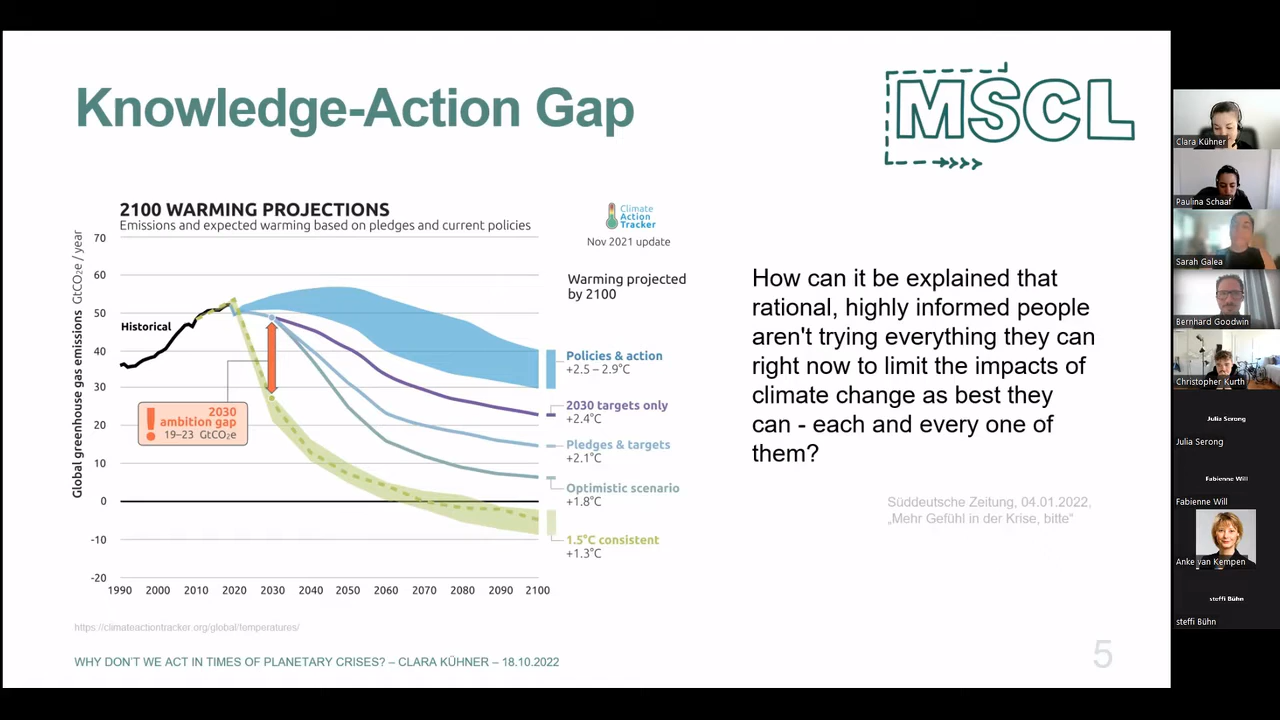 Knowledge-Action Gap
MSCL
2100 WARMING PROJECTIONS
Emissions and expected warming based on pledges and current policies
Climate
Action
Tracker
Nov 2021 update
Global greenhouse gas emissions GtCO₂e / year
70
60
50
40
30
20
10
0
-10
-20
1990
2000
2010
2020
2030
2040
2050
2060
2070
2080
2090
2100
Historical
2030
ambition gap
19–23 GtCO₂e
Warming projected
by 2100
Policies & action
+2.5 – 2.9°C
2030 targets only
+2.4°C
Pledges & targets
+2.1°C
Optimistic scenario
+1.8°C
1.5°C consistent
+1.3°C
How can it be explained that
rational, highly informed people
aren't trying everything they can
right now to limit the impacts of
climate change as best they
can - each and every one of
them?
Süddeutsche Zeitung, 04.01.2022,
„Mehr Gefühl in der Krise, bitte“
https://climateactiontracker.org/global/temperatures/
WHY DON'T WE ACT IN TIMES OF PLANETARY CRISES? – CLARA KÜHNER – 18.10.2022
5
Clara Kühner
Paulina Schaaf
Sarah Galea
Bernhard Goodwin
Christopher Kurth
Julia Serong
Julia Serong
Fabienne Will
Fabienne Will
Anke van Kempen
steffi Bühn
steffi Bühn